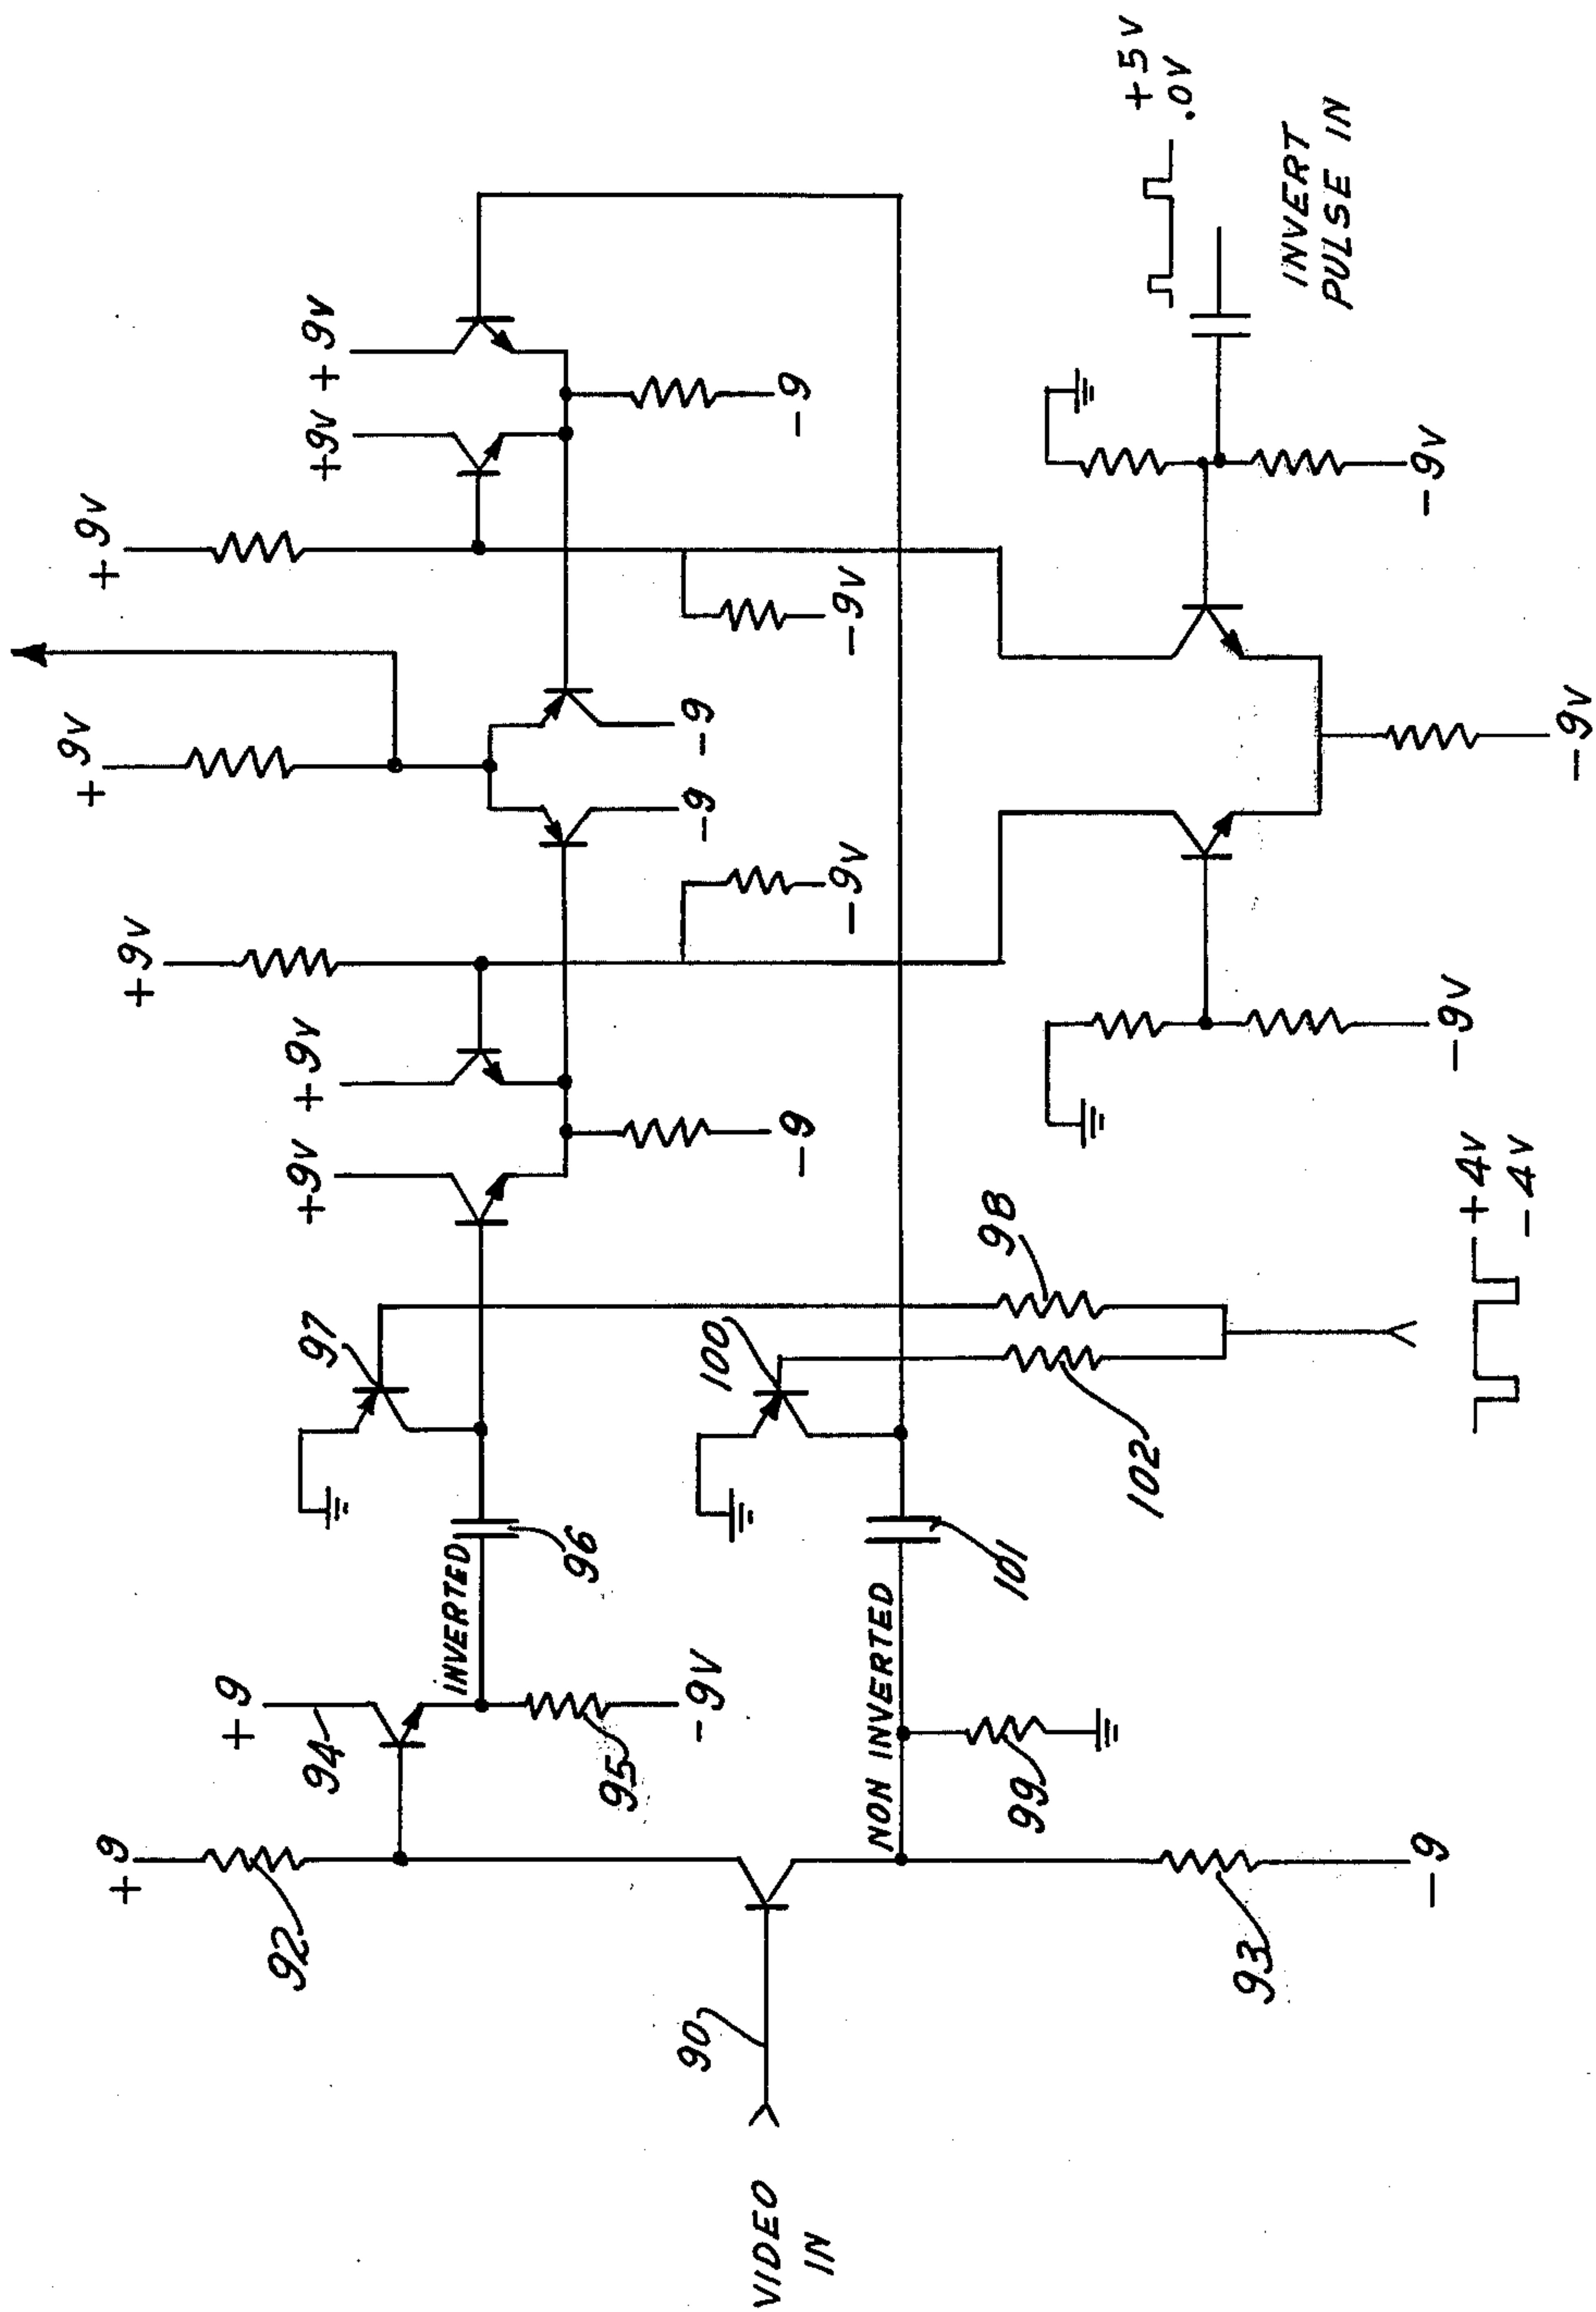 +9
+9
+9V
+9V
+9V
+9V
+9V
+9V
+9V
92
94
97
INVERTED
96
95
-9V
-9
-9V
-9
-9
-9V
-9
90
100
VIDEO
IN
NON INVERTED
101
99
98
102
93
-9
+4V
-4V
-9V
-9V
-9V
+5V
.0V
INVERT
PULSE IN